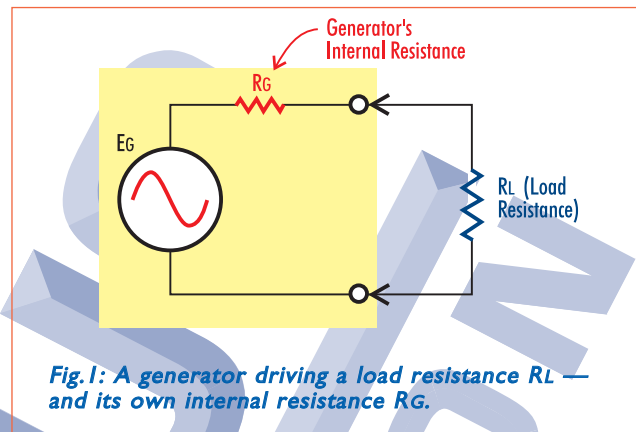 Generator's
Internal Resistance
RG
EG
RL (Load
Resistance)
Fig.1: A generator driving a load resistance RL —
and its own internal resistance RG.